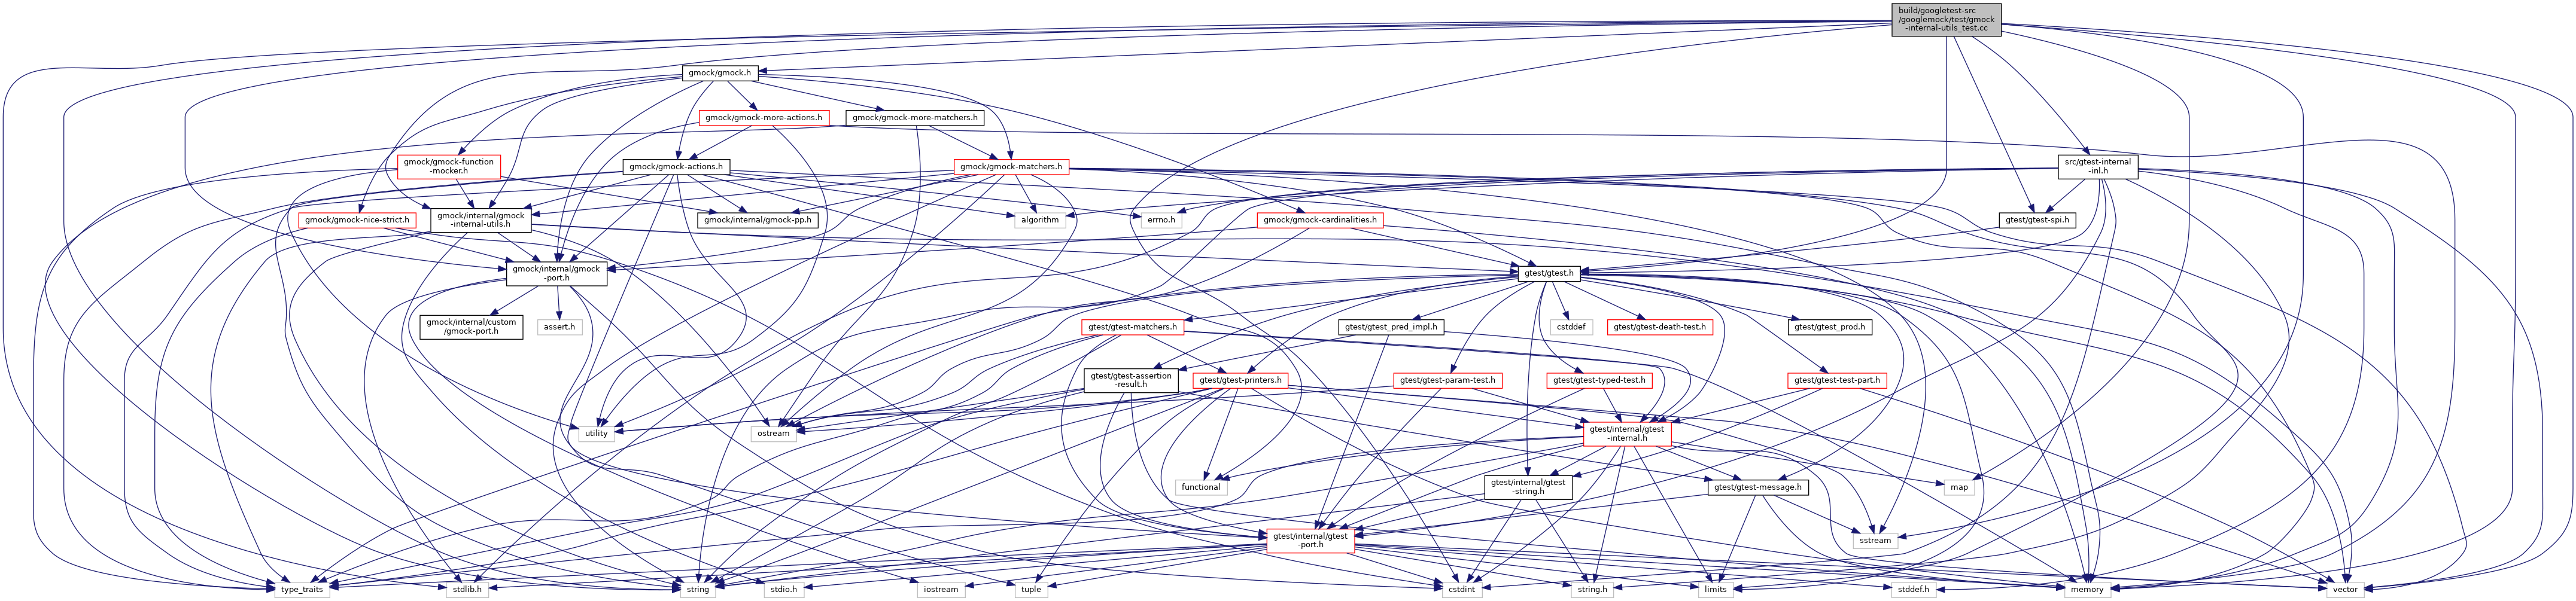 build/googletest-src
/googlemock/test/gmock
-internal-utils_test.cc
gmock/gmock.h
gmock/gmock-more-actions.h
gmock/gmock-more-matchers.h
gmock/gmock-function
-mocker.h
gmock/gmock-actions.h
gmock/gmock-matchers.h
src/gtest-internal
-inl.h
gmock/gmock-nice-strict.h
gmock/internal/gmock
-internal-utils.h
gmock/internal/gmock-pp.h
algorithm
errno.h
gmock/gmock-cardinalities.h
gtest/gtest-spi.h
gmock/internal/gmock
-port.h
gtest/gtest.h
gmock/internal/custom
/gmock-port.h
assert.h
gtest/gtest-matchers.h
gtest/gtest_pred_impl.h
cstddef
gtest/gtest-death-test.h
gtest/gtest_prod.h
gtest/gtest-assertion
-result.h
gtest/gtest-printers.h
gtest/gtest-param-test.h
gtest/gtest-typed-test.h
gtest/gtest-test-part.h
utility
ostream
gtest/internal/gtest
-internal.h
functional
gtest/internal/gtest
-string.h
gtest/gtest-message.h
map
gtest/internal/gtest
-port.h
sstream
type_traits
stdlib.h
string
stdio.h
iostream
tuple
cstdint
string.h
limits
stddef.h
memory
vector